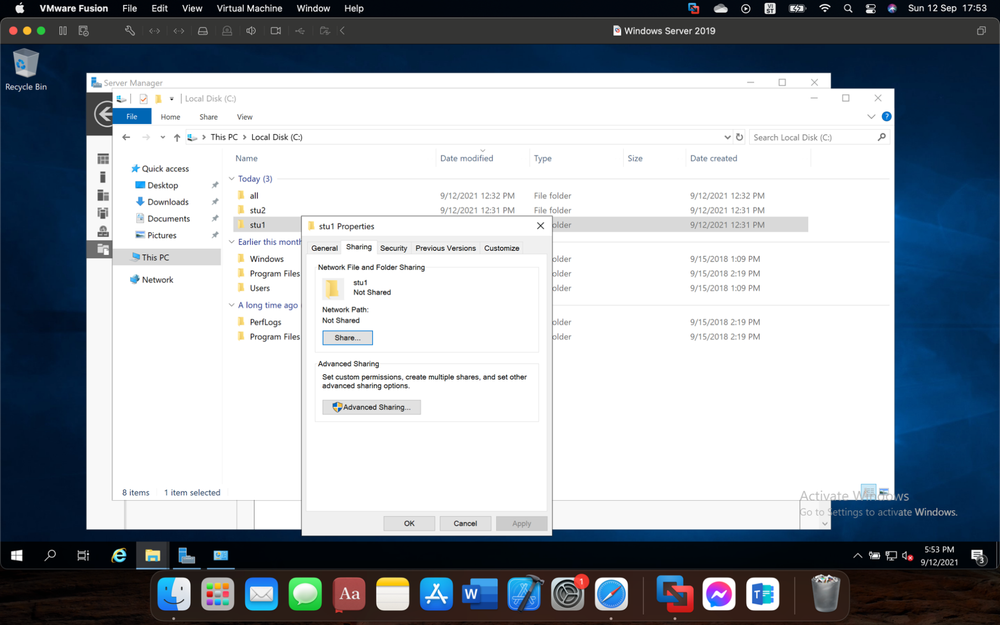 VMware Fusion File Edit View Virtual Machine Window Help VI ST Sun 12 Sep 17:53
Windows Server 2019
Recycle Bin
Server Manager
Local Disk (C:)
File Home Share View
This PC Local Disk (C:) Search Local Disk (C:)
Name Date modified Type Size Date created
Quick access
Desktop
Downloads
Documents
Pictures
This PC
Network
Today (3)
all 9/12/2021 12:32 PM File folder 9/12/2021 12:32 PM
stu2 9/12/2021 12:31 PM File folder 9/12/2021 12:31 PM
stu1 older 9/12/2021 12:31 PM
Earlier this month
Windows older 9/15/2018 1:09 PM
Program Files older 9/15/2018 2:19 PM
Users older 9/15/2018 1:09 PM
A long time ago
PerfLogs older 9/15/2018 2:19 PM
Program Files older 9/15/2018 2:19 PM
stu1 Properties
General Sharing Security Previous Versions Customize
Network File and Folder Sharing
stu1
Not Shared
Network Path:
Not Shared
Share...
Advanced Sharing
Set custom permissions, create multiple shares, and set other
advanced sharing options.
Advanced Sharing...
OK Cancel Apply
8 items 1 item selected
Activate Windows
Go to Settings to activate Windows.
5:53 PM
9/12/2021
3
Aa
W
1
T